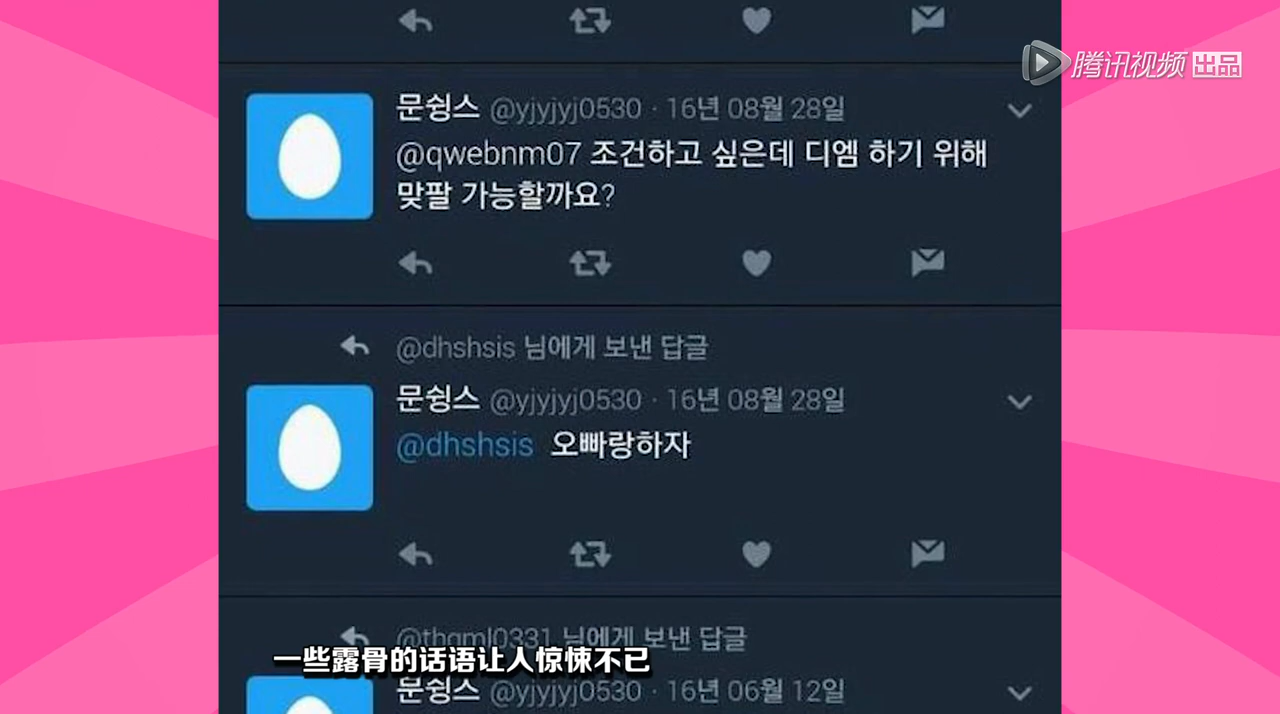 腾讯视频 出品
문슁스 @yjyjyj0530 · 16년 08월 28일
@qwebnm07 조건하고 싶은데 디엠 하기 위해
맞팔 가능할까요?
@dhshsis 님에게 보낸 답글
문슁스 @yjyjyj0530 · 16년 08월 28일
@dhshsis 오빠랑하자
@thgml0331 님에게 보낸 답글
一些露骨的话语让人惊悚不已
문슁스 @yjyjyj0530 · 16년 06월 12일